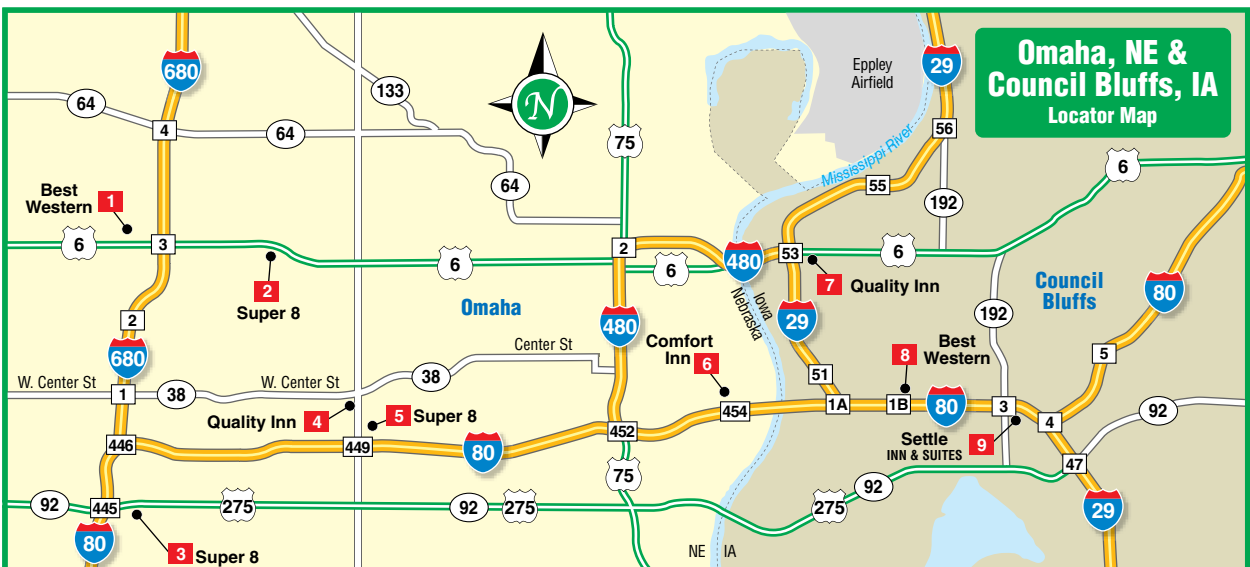 Omaha, NE &
Council Bluffs, IA
Locator Map
680
133
29
Eppley
Airfield
64
N
4
64
75
56
Mississippi River
6
64
55
192
Best
Western
1
6
3
2
480
53
6
6
6
7
Quality Inn
2
Super 8
Omaha
Iowa
Nebraska
Council
Bluffs
80
2
480
29
192
680
Center St
Comfort
Inn
6
Best
Western
8
5
38
51
W. Center St
1
38
W. Center St
454
1A
1B
80
3
4
92
Quality Inn
4
5
Super 8
452
446
449
80
Settle
INN & SUITES
9
47
75
92
445
92
275
92
275
275
29
80
3
Super 8
NE
IA